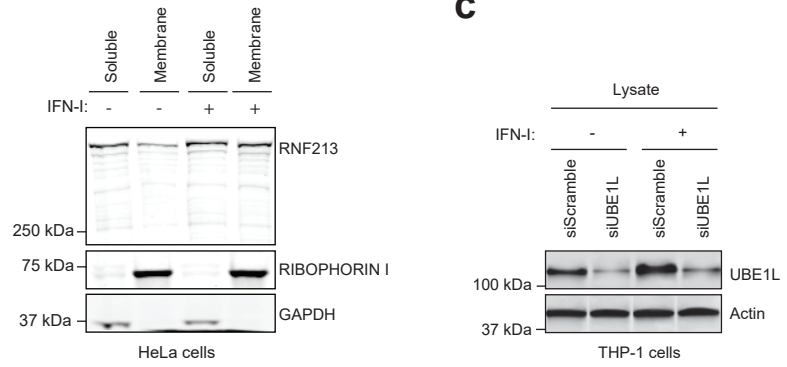 Soluble Membrane Soluble Membrane
IFN-I: - - + +
RNF213
250 kDa
75 kDa
RIBOPHORIN I
GAPDH
37 kDa
HeLa cells
c
Lysate
IFN-I: - +
siScramble siUBE1L siScramble siUBE1L
UBE1L
100 kDa
Actin
37 kDa
THP-1 cells